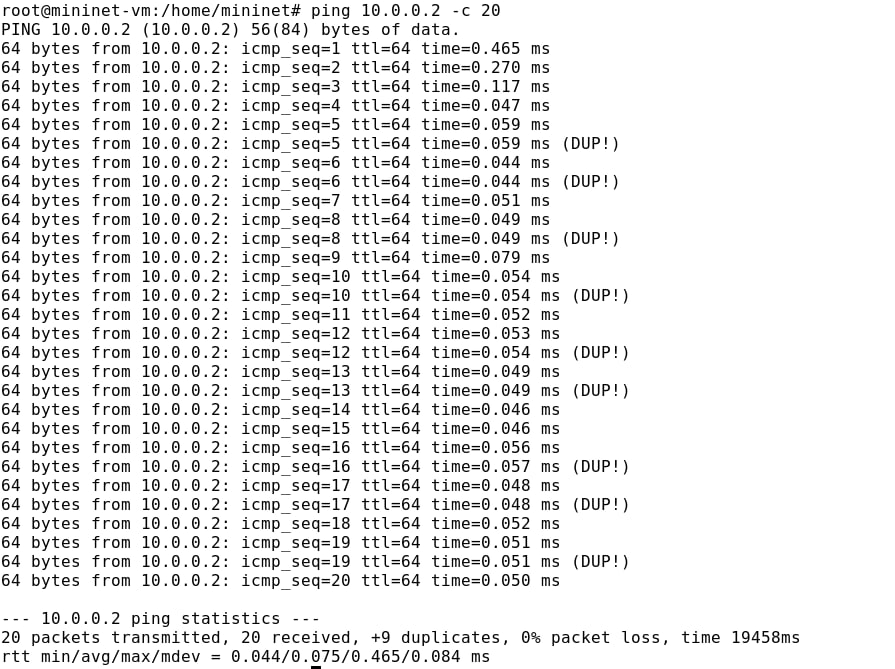 root@mininet-vm:/home/mininet# ping 10.0.0.2 -c 20
PING 10.0.0.2 (10.0.0.2) 56(84) bytes of data.
64 bytes from 10.0.0.2: icmp_seq=1 ttl=64 time=0.465 ms
64 bytes from 10.0.0.2: icmp_seq=2 ttl=64 time=0.270 ms
64 bytes from 10.0.0.2: icmp_seq=3 ttl=64 time=0.117 ms
64 bytes from 10.0.0.2: icmp_seq=4 ttl=64 time=0.047 ms
64 bytes from 10.0.0.2: icmp_seq=5 ttl=64 time=0.059 ms
64 bytes from 10.0.0.2: icmp_seq=5 ttl=64 time=0.059 ms (DUP!)
64 bytes from 10.0.0.2: icmp_seq=6 ttl=64 time=0.044 ms
64 bytes from 10.0.0.2: icmp_seq=6 ttl=64 time=0.044 ms (DUP!)
64 bytes from 10.0.0.2: icmp_seq=7 ttl=64 time=0.051 ms
64 bytes from 10.0.0.2: icmp_seq=8 ttl=64 time=0.049 ms
64 bytes from 10.0.0.2: icmp_seq=8 ttl=64 time=0.049 ms (DUP!)
64 bytes from 10.0.0.2: icmp_seq=9 ttl=64 time=0.079 ms
64 bytes from 10.0.0.2: icmp_seq=10 ttl=64 time=0.054 ms
64 bytes from 10.0.0.2: icmp_seq=10 ttl=64 time=0.054 ms (DUP!)
64 bytes from 10.0.0.2: icmp_seq=11 ttl=64 time=0.052 ms
64 bytes from 10.0.0.2: icmp_seq=12 ttl=64 time=0.053 ms
64 bytes from 10.0.0.2: icmp_seq=12 ttl=64 time=0.054 ms (DUP!)
64 bytes from 10.0.0.2: icmp_seq=13 ttl=64 time=0.049 ms
64 bytes from 10.0.0.2: icmp_seq=13 ttl=64 time=0.049 ms (DUP!)
64 bytes from 10.0.0.2: icmp_seq=14 ttl=64 time=0.046 ms
64 bytes from 10.0.0.2: icmp_seq=15 ttl=64 time=0.046 ms
64 bytes from 10.0.0.2: icmp_seq=16 ttl=64 time=0.056 ms
64 bytes from 10.0.0.2: icmp_seq=16 ttl=64 time=0.057 ms (DUP!)
64 bytes from 10.0.0.2: icmp_seq=17 ttl=64 time=0.048 ms
64 bytes from 10.0.0.2: icmp_seq=17 ttl=64 time=0.048 ms (DUP!)
64 bytes from 10.0.0.2: icmp_seq=18 ttl=64 time=0.052 ms
64 bytes from 10.0.0.2: icmp_seq=19 ttl=64 time=0.051 ms
64 bytes from 10.0.0.2: icmp_seq=19 ttl=64 time=0.051 ms (DUP!)
64 bytes from 10.0.0.2: icmp_seq=20 ttl=64 time=0.050 ms

--- 10.0.0.2 ping statistics ---
20 packets transmitted, 20 received, +9 duplicates, 0% packet loss, time 19458ms
rtt min/avg/max/mdev = 0.044/0.075/0.465/0.084 ms